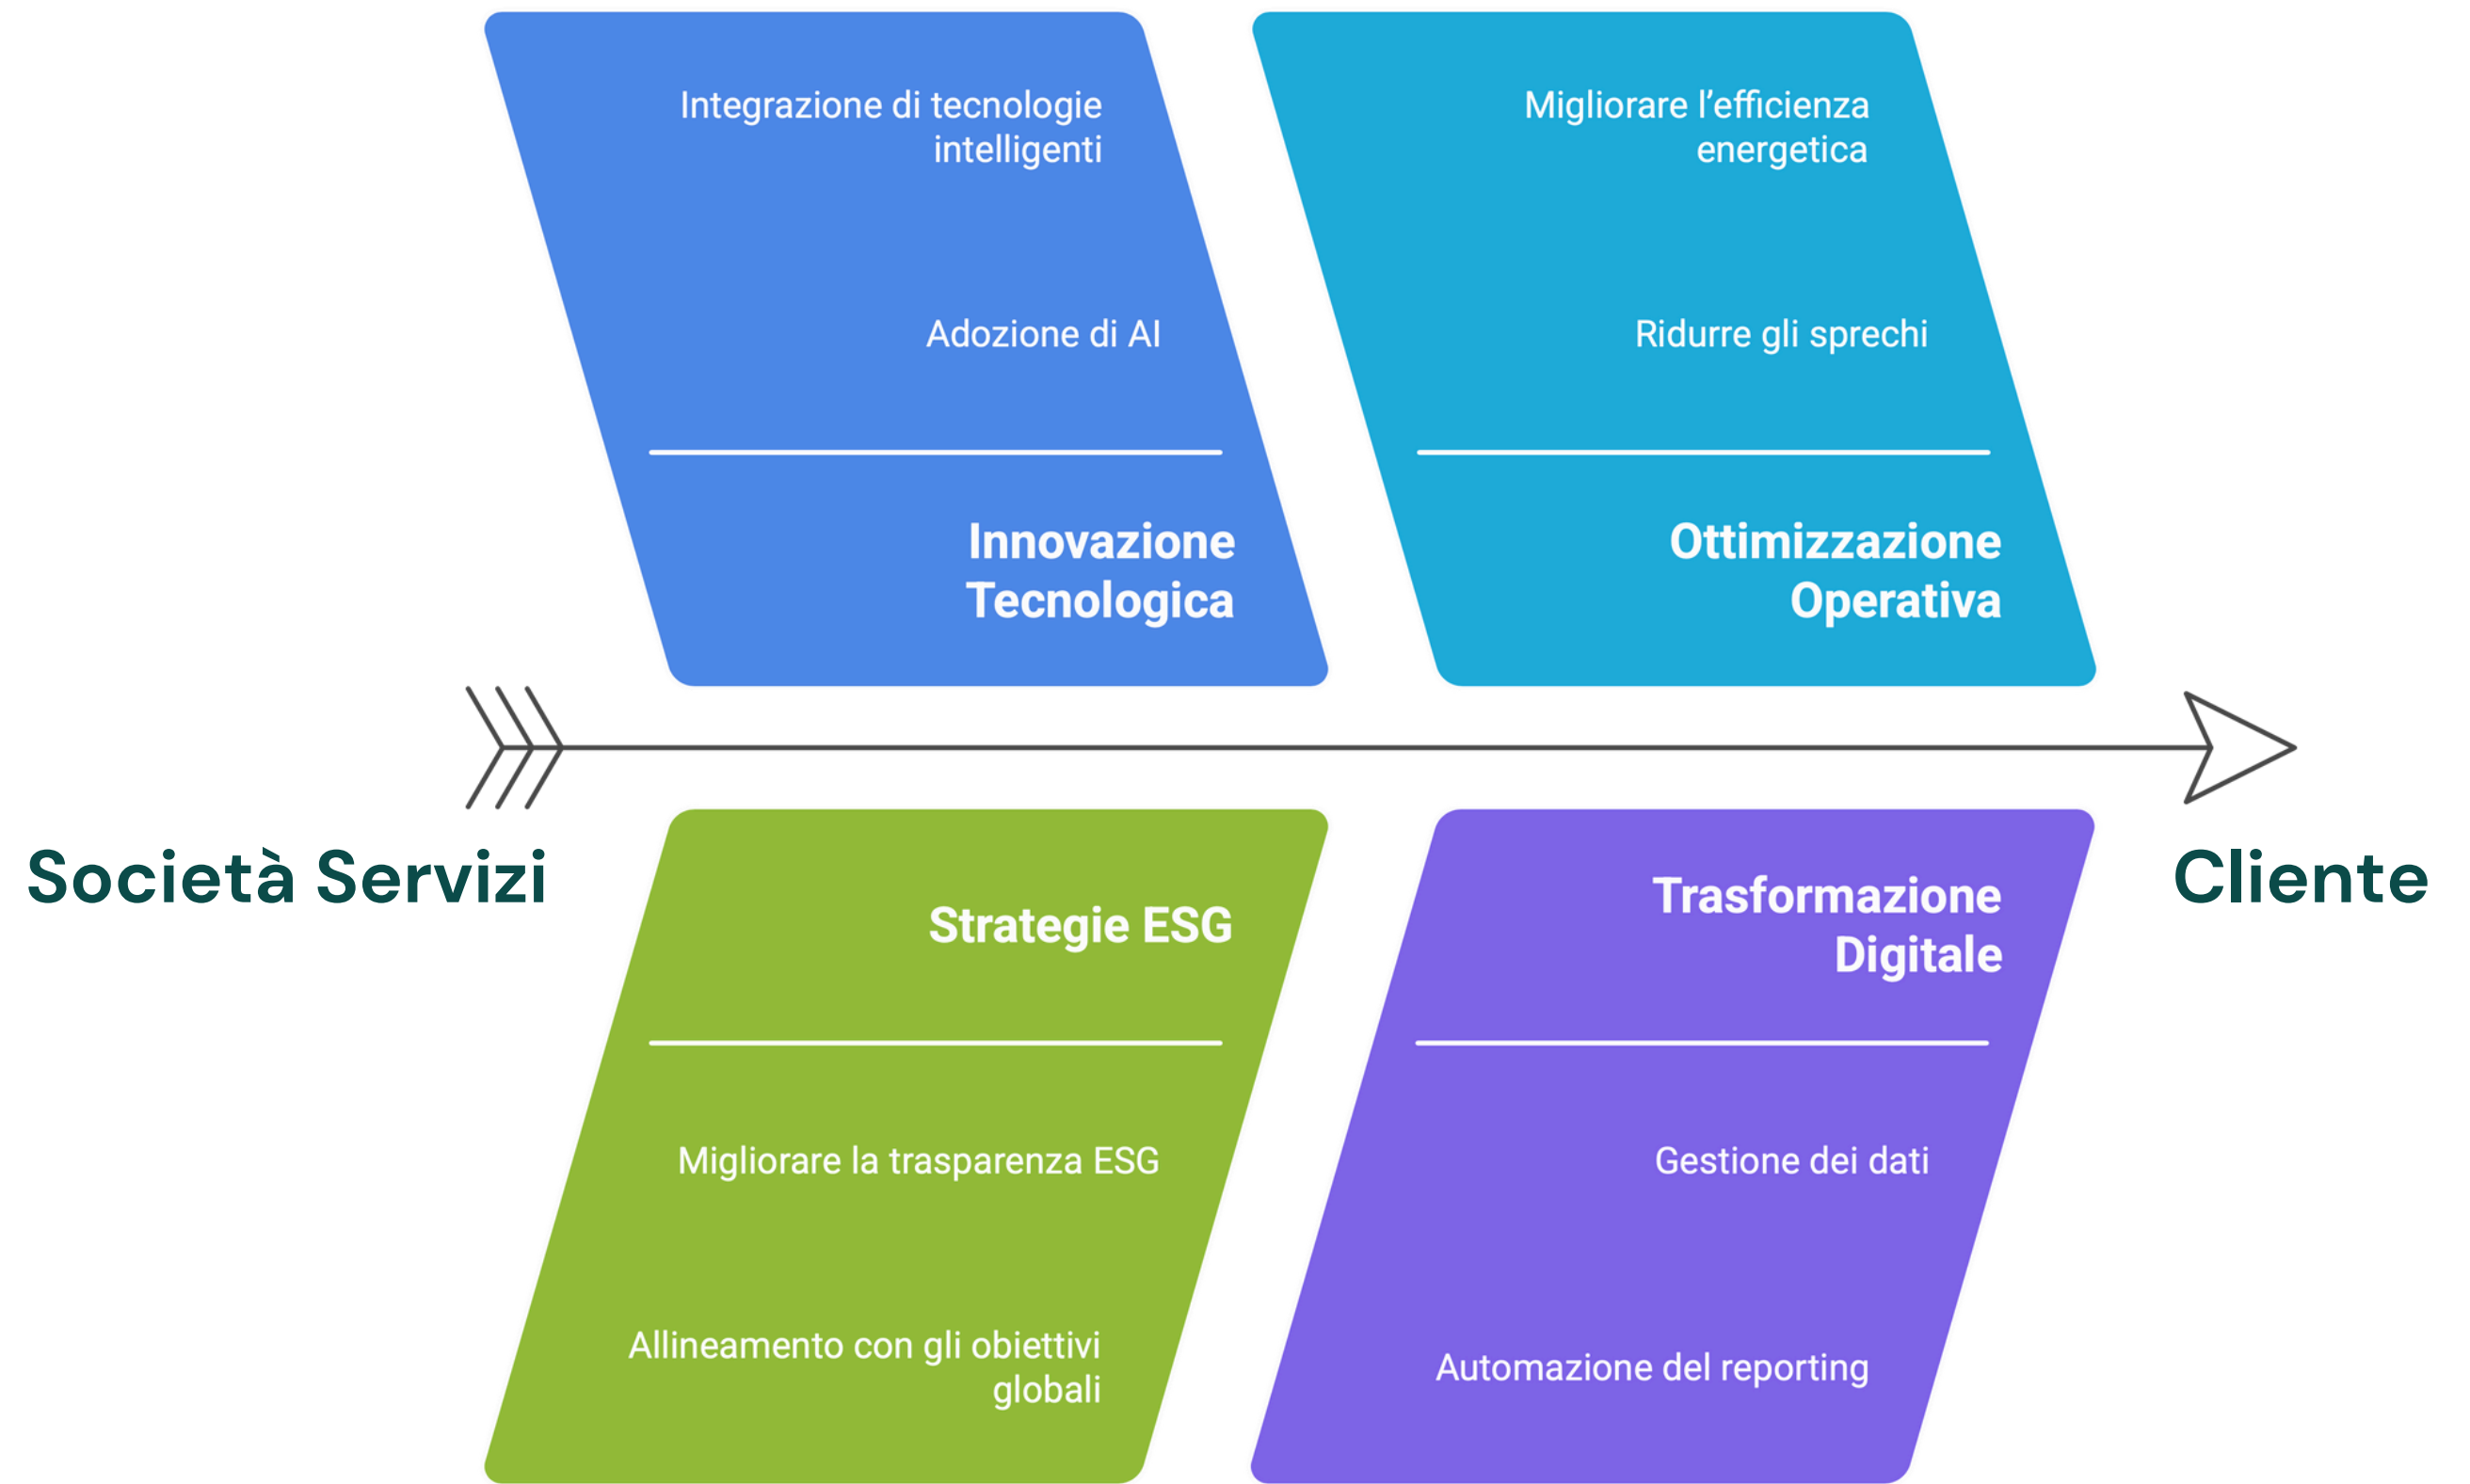 Integrazione di tecnologie
intelligenti
Adozione di AI
Innovazione
Tecnologica
Migliorare l’efficienza
energetica
Ridurre gli sprechi
Ottimizzazione
Operativa
Società Servizi
Cliente
Strategie ESG
Migliorare la trasparenza ESG
Allineamento con gli obiettivi
globali
Trasformazione
Digitale
Gestione dei dati
Automazione del reporting